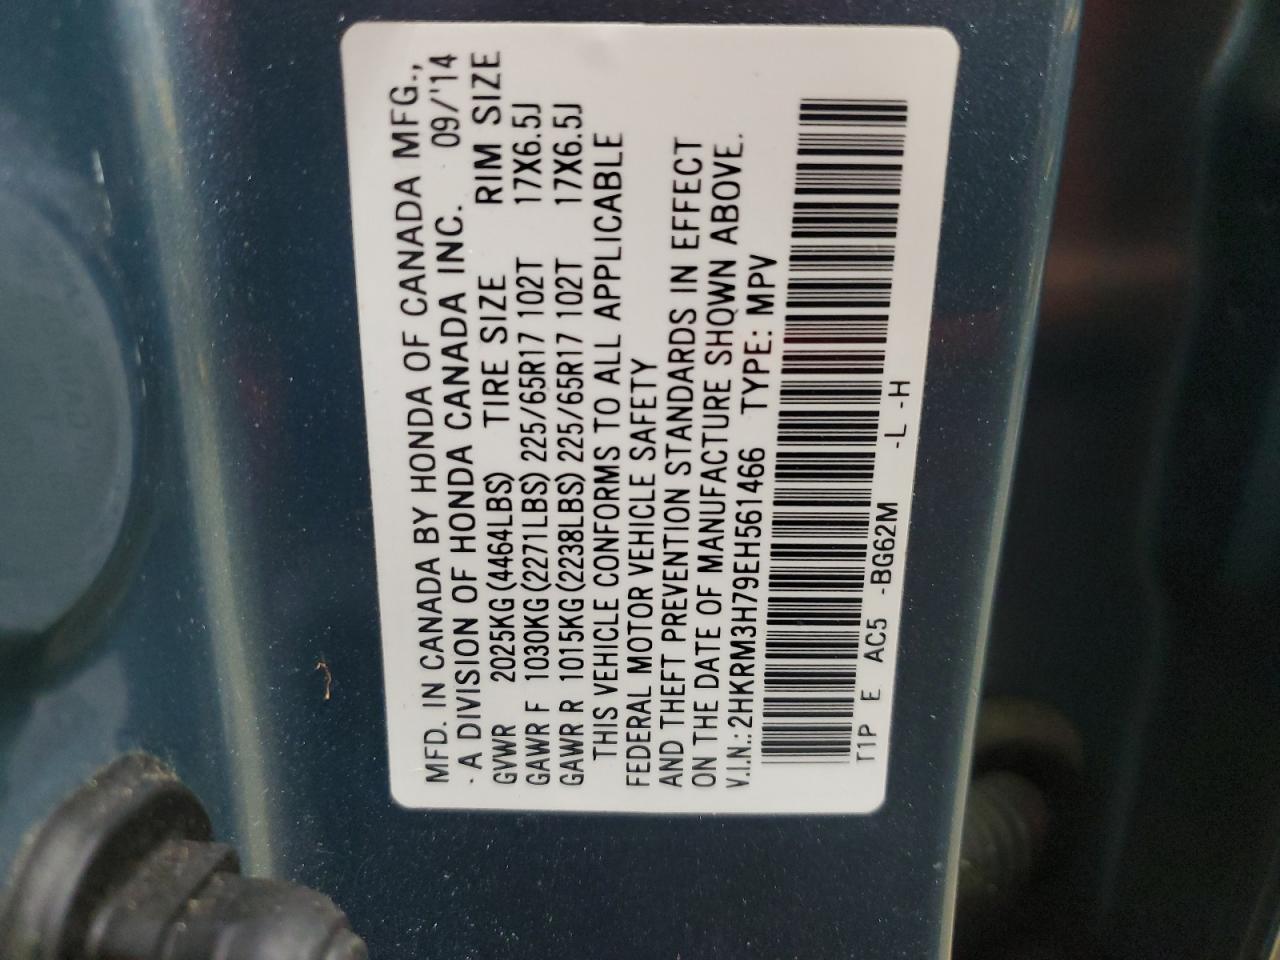 MFD. IN CANADA BY HONDA OF CANADA MFG.,
A DIVISION OF HONDA CANADA INC. 09/'14
GVWR 2025KG (4464LBS) TIRE SIZE RIM SIZE
GAWR F 1030KG (2271LBS) 225/65R17 102T 17X6.5J
GAWR R 1015KG (2238LBS) 225/65R17 102T 17X6.5J
THIS VEHICLE CONFORMS TO ALL APPLICABLE
FEDERAL MOTOR VEHICLE SAFETY
AND THEFT PREVENTION STANDARDS IN EFFECT
ON THE DATE OF MANUFACTURE SHOWN ABOVE.
V.I.N.: 2HKRM3H79EH561466 TYPE: MPV
T1P E AC5 -BG62M -L -H